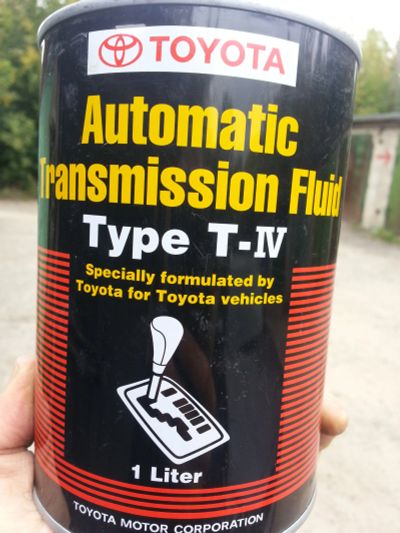 TOYOTA
Automatic
Transmission Fluid
Type T-IV
Specially formulated by
Toyota for Toyota vehicles
1 Liter
TOYOTA MOTOR CORPORATION